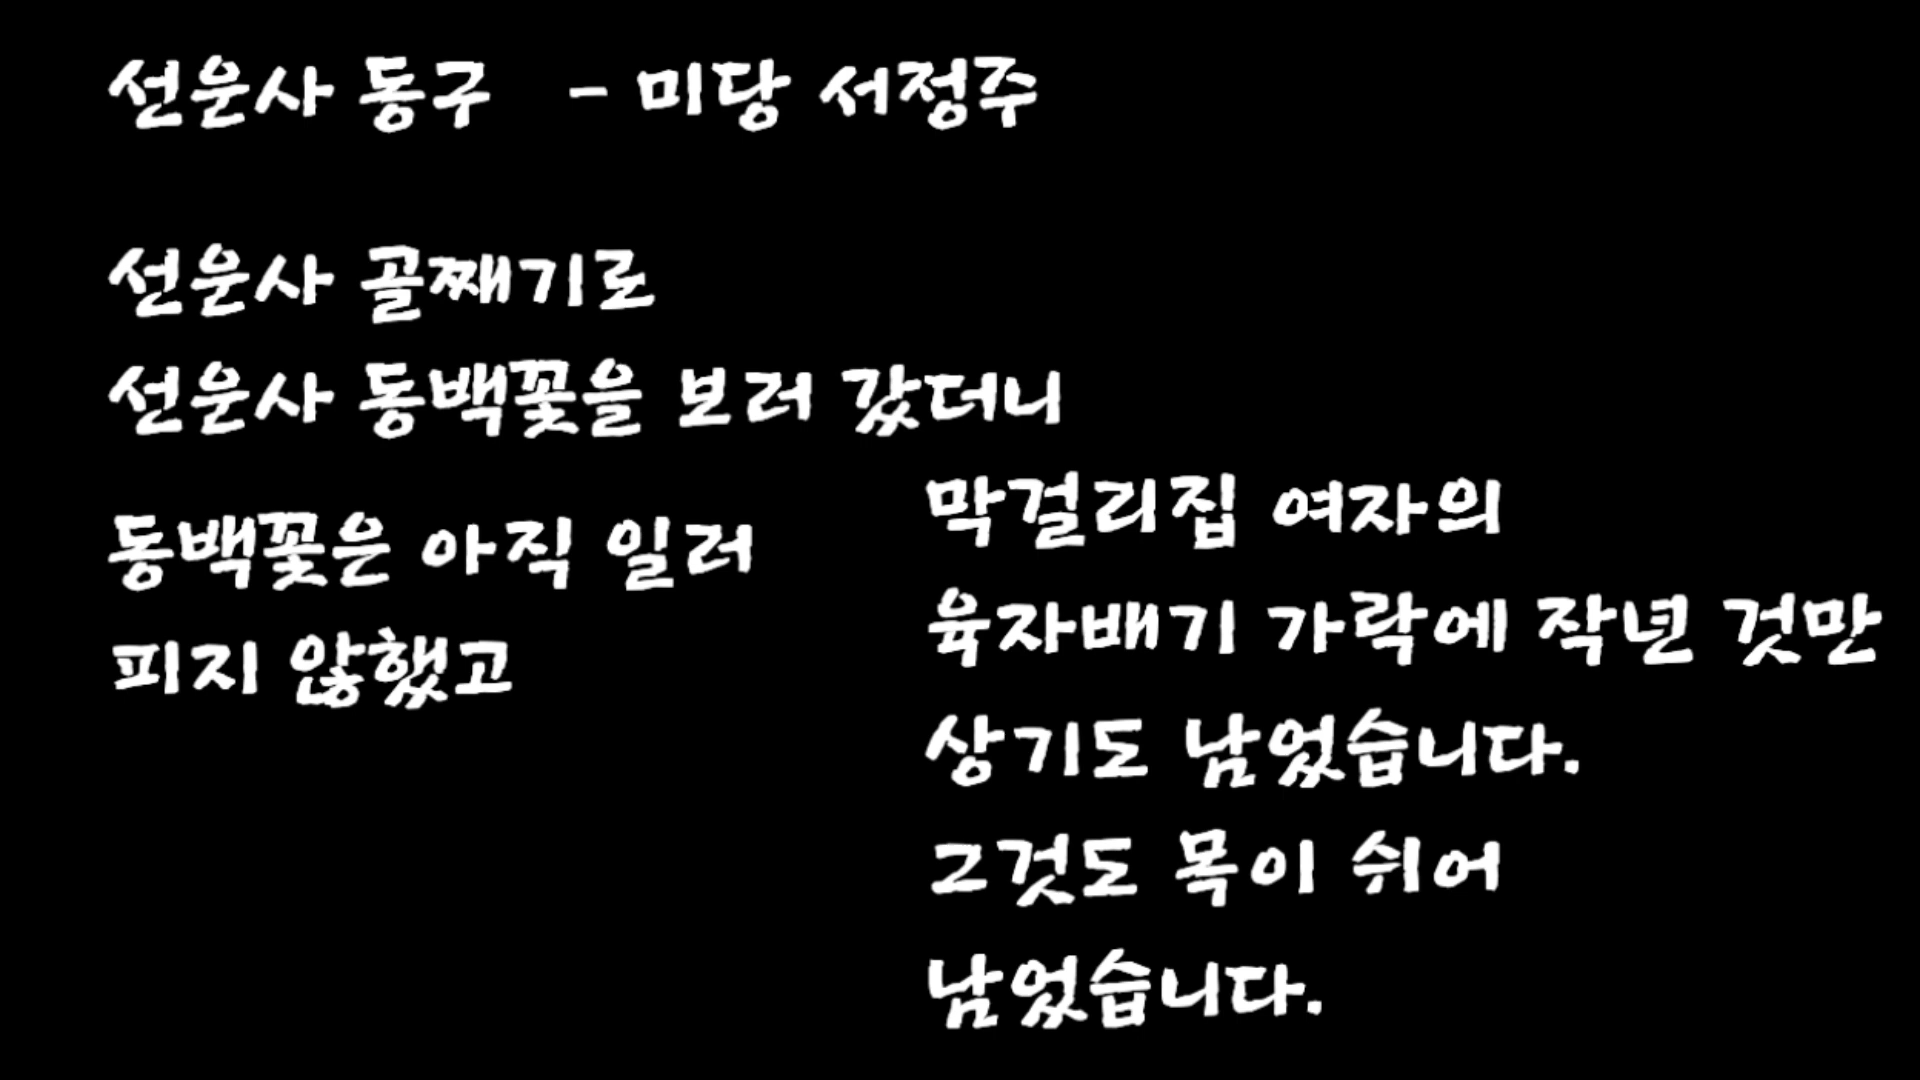 선운사 동구 - 미당 서정주
선운사 골째기로
선운사 동백꽃을 보러 갔더니
동백꽃은 아직 일러
피지 않했고
막걸리집 여자의
육자배기 가락에 작년 것만
상기도 남었습니다.
그것도 목이 쉬어
남었습니다.